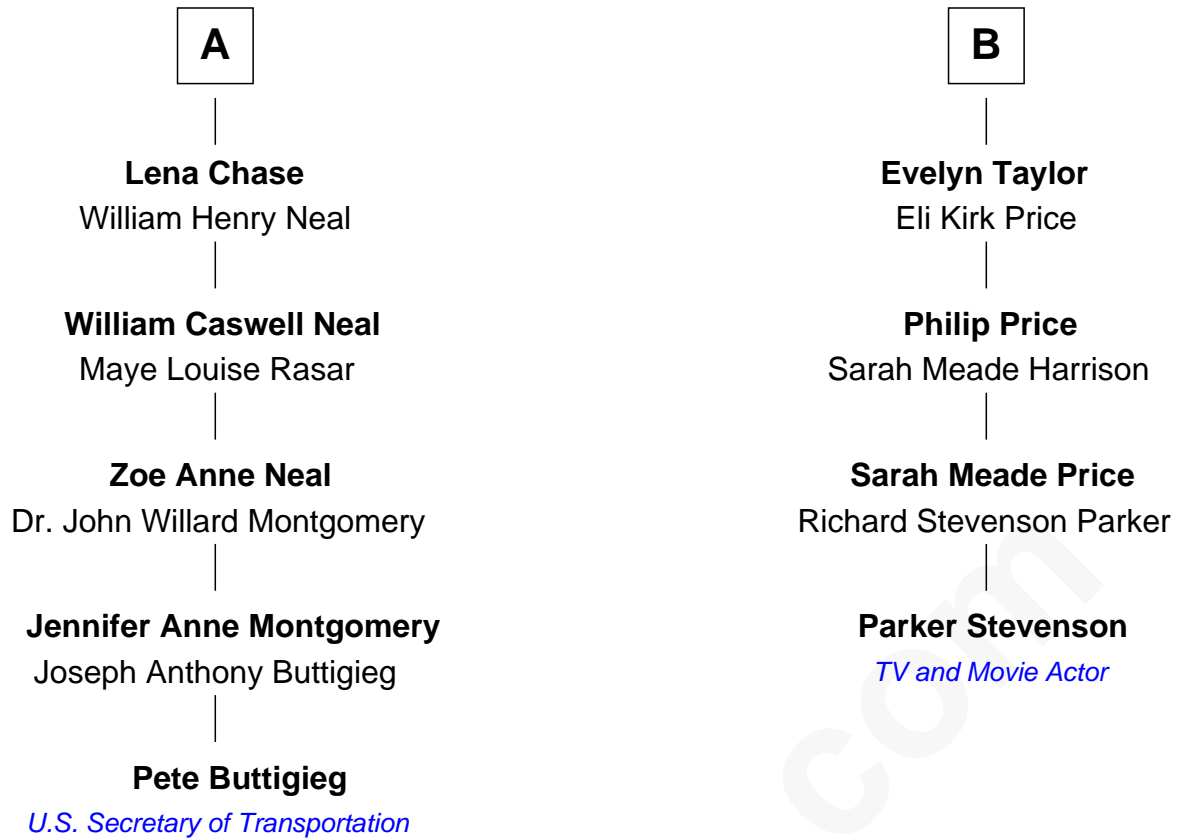 A
Lena Chase
William Henry Neal
William Caswell Neal
Maye Louise Rasar
Zoe Anne Neal
Dr. John Willard Montgomery
Jennifer Anne Montgomery
Joseph Anthony Buttigieg
Pete Buttigieg
U.S. Secretary of Transportation
B
Evelyn Taylor
Eli Kirk Price
Philip Price
Sarah Meade Harrison
Sarah Meade Price
Richard Stevenson Parker
Parker Stevenson
TV and Movie Actor
com